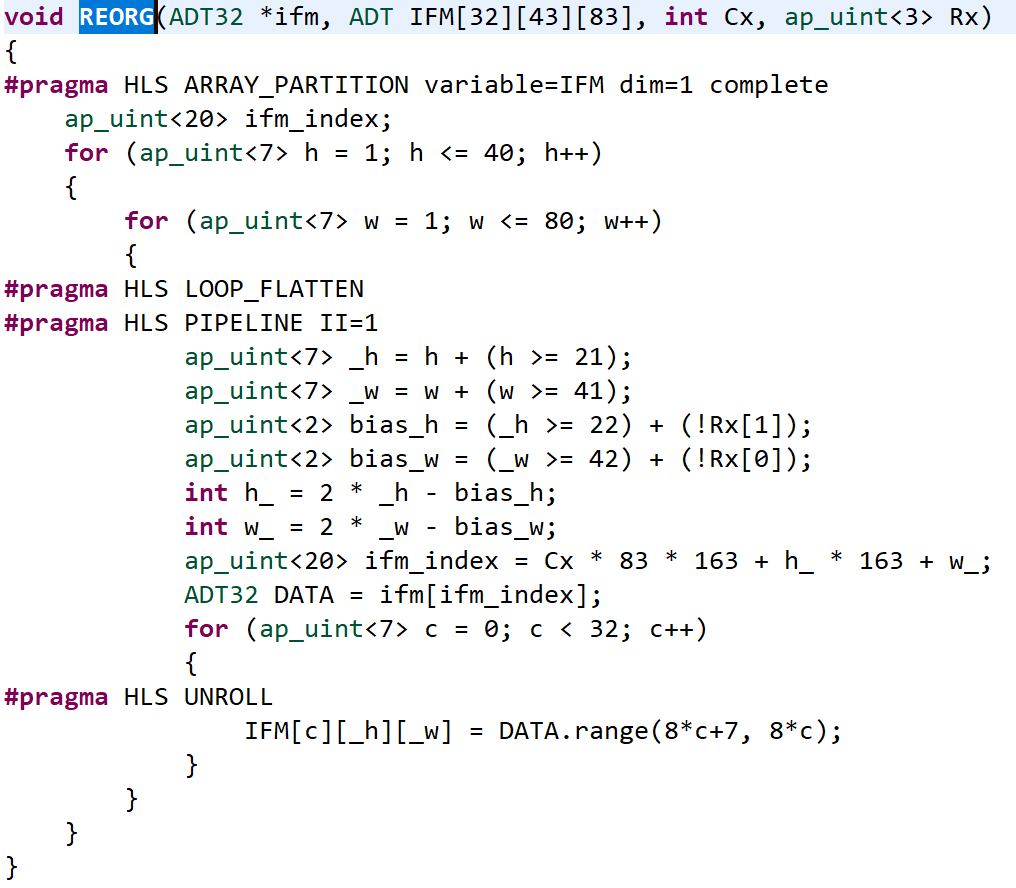 void REORG(ADT32 *ifm, ADT IFM[32][43][83], int Cx, ap_uint<3> Rx)
{
#pragma HLS ARRAY_PARTITION variable=IFM dim=1 complete
    ap_uint<20> ifm_index;
    for (ap_uint<7> h = 1; h <= 40; h++)
    {
        for (ap_uint<7> w = 1; w <= 80; w++)
        {
#pragma HLS LOOP_FLATTEN
#pragma HLS PIPELINE II=1
            ap_uint<7> _h = h + (h >= 21);
            ap_uint<7> _w = w + (w >= 41);
            ap_uint<2> bias_h = (_h >= 22) + (!Rx[1]);
            ap_uint<2> bias_w = (_w >= 42) + (!Rx[0]);
            int h_ = 2 * _h - bias_h;
            int w_ = 2 * _w - bias_w;
            ap_uint<20> ifm_index = Cx * 83 * 163 + h_ * 163 + w_;
            ADT32 DATA = ifm[ifm_index];
            for (ap_uint<7> c = 0; c < 32; c++)
            {
#pragma HLS UNROLL
                IFM[c][_h][_w] = DATA.range(8*c+7, 8*c);
            }
        }
    }
}